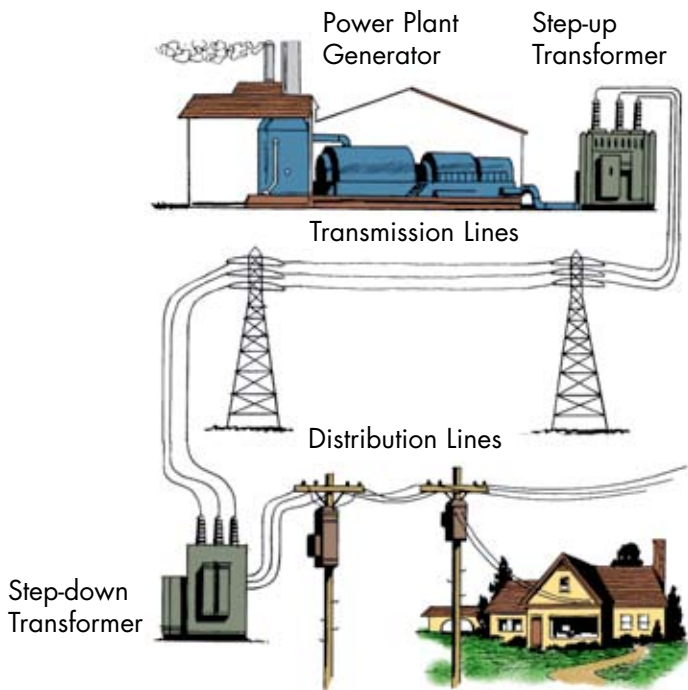 Power Plant
Generator
Step-up
Transformer
Transmission Lines
Distribution Lines
Step-down
Transformer